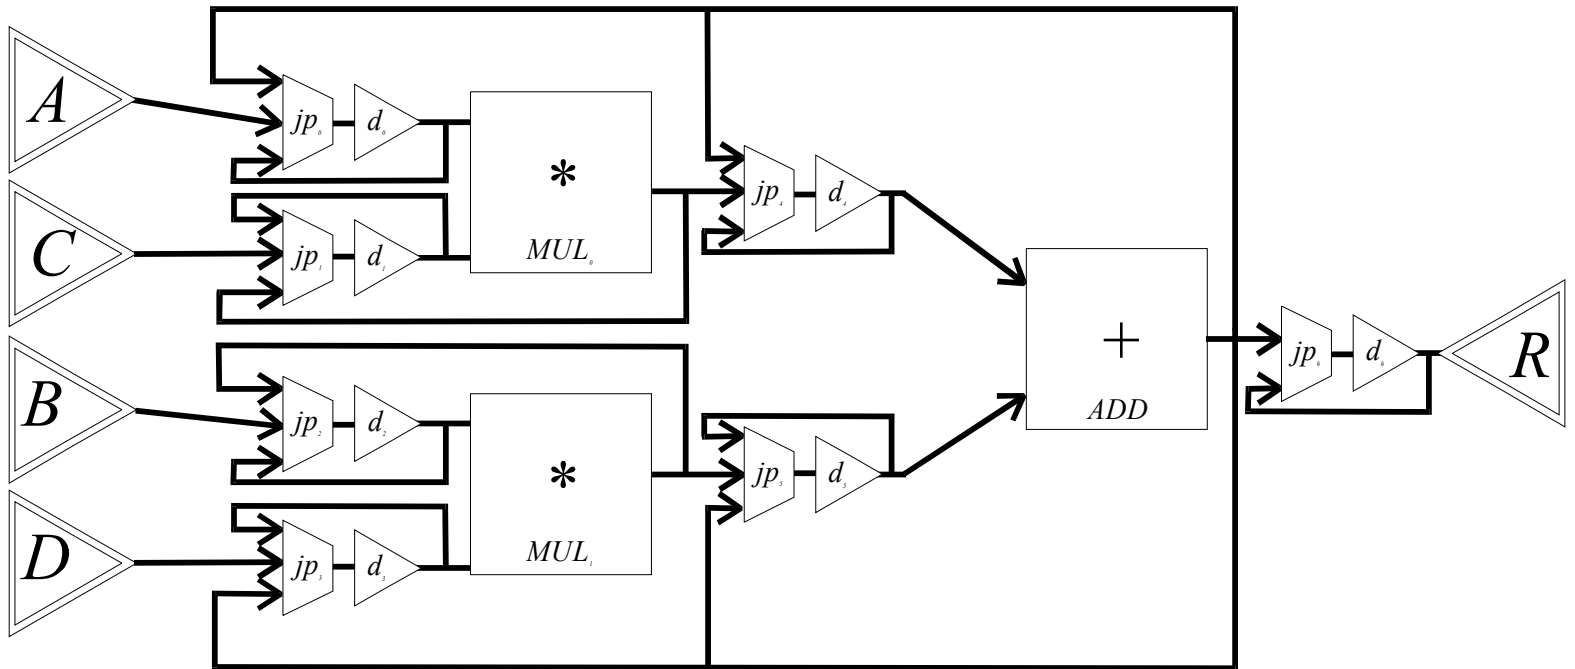 A
jp₀
d₀
*
MUL₀
C
jp₁
d₁
jp₄
d₄
B
jp₂
d₂
*
MUL₁
D
jp₃
d₃
jp₅
d₅
+
ADD
jp₆
d₆
R